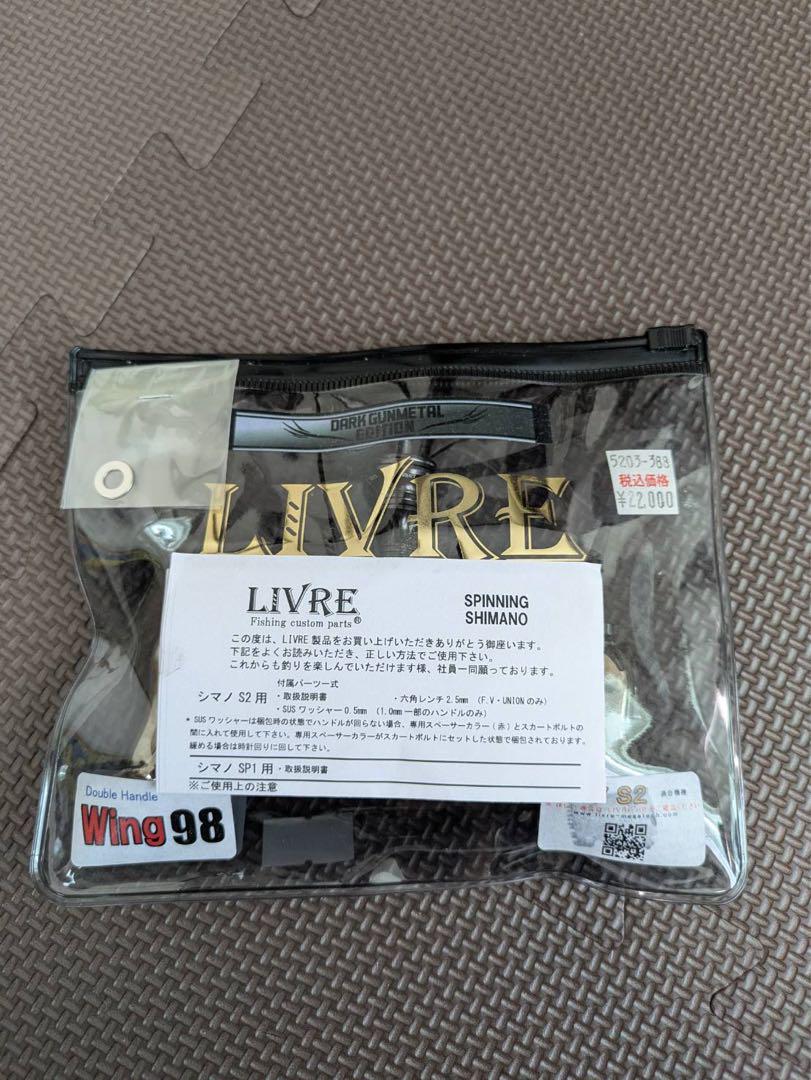 DARK GUNMETAL
EDITION
5203-388
税込価格
¥22,000
LIVRE
LIVRE
Fishing custom parts®
SPINNING
SHIMANO
この度は、LIVRE 製品をお買い上げいただきありがとう御座います。
下記をよくお読みいただき、正しい方法でご使用下さい。
これからも釣りを楽しんでいただけます様、社員一同願っております。
付属パーツ一式
シマノ S2 用 ・取扱説明書 ・六角レンチ 2.5mm (F.V・UNION のみ)
・SUS ワッシャー 0.5mm (1.0mm 一部のハンドルのみ)
* SUS ワッシャーは梱包時の状態でハンドルが回らない場合、専用スペーサーカラー(赤)とスカートボルトの
間に入れて使用して下さい。専用スペーサーカラーがスカートボルトにセットした状態で梱包されております。
緩める場合は時計回りに回して下さい。
シマノ SP1 用 ・取扱説明書
※ご使用上の注意
Double Handle
Wing 98
S2 適合機種
www.livre-megatech.com